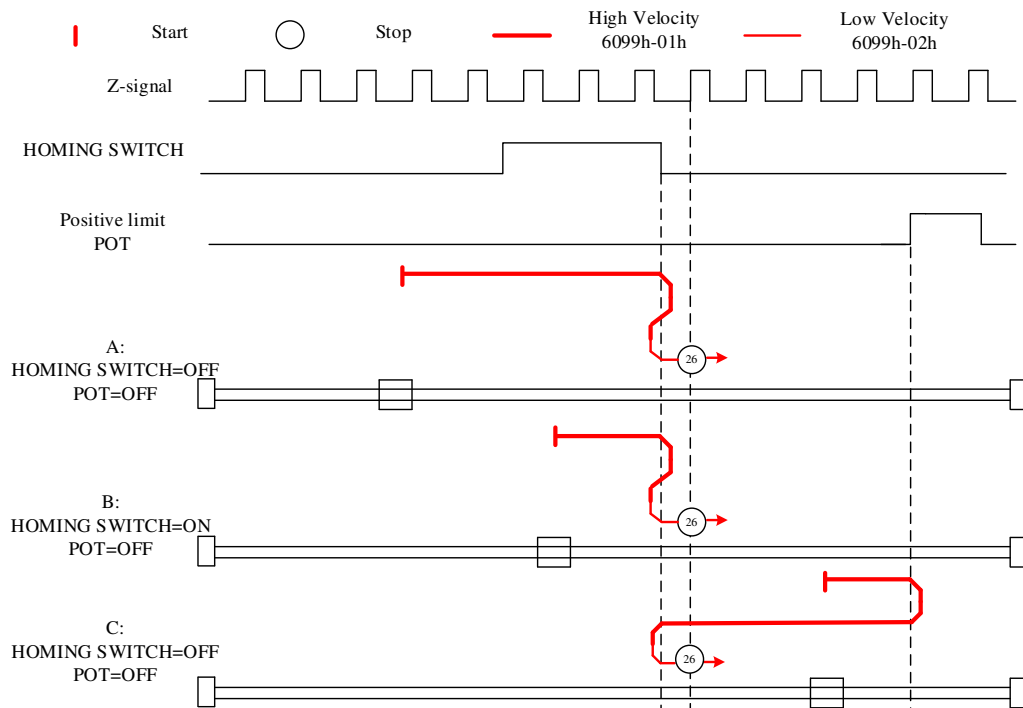 Start
Stop
High Velocity
6099h-01h
Low Velocity
6099h-02h
Z-signal
HOMING SWITCH
Positive limit
POT
26
A:
HOMING SWITCH=OFF
POT=OFF
26
B:
HOMING SWITCH=ON
POT=OFF
C:
HOMING SWITCH=OFF
POT=OFF
26